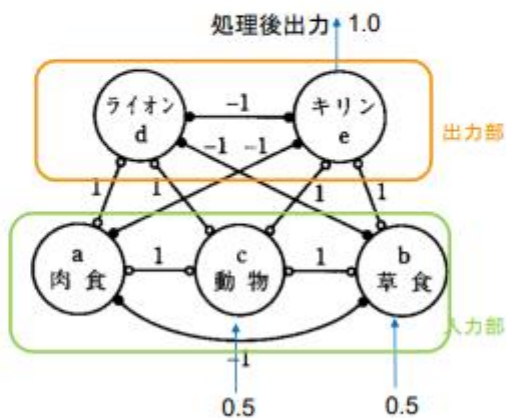 処理後出力 1.0
ライオン
d
-1
キリン
e
出力部
-1 -1
1 1 1 1
a
肉食
1
c
動物
1
b
草食
入力部
-1
0.5 0.5